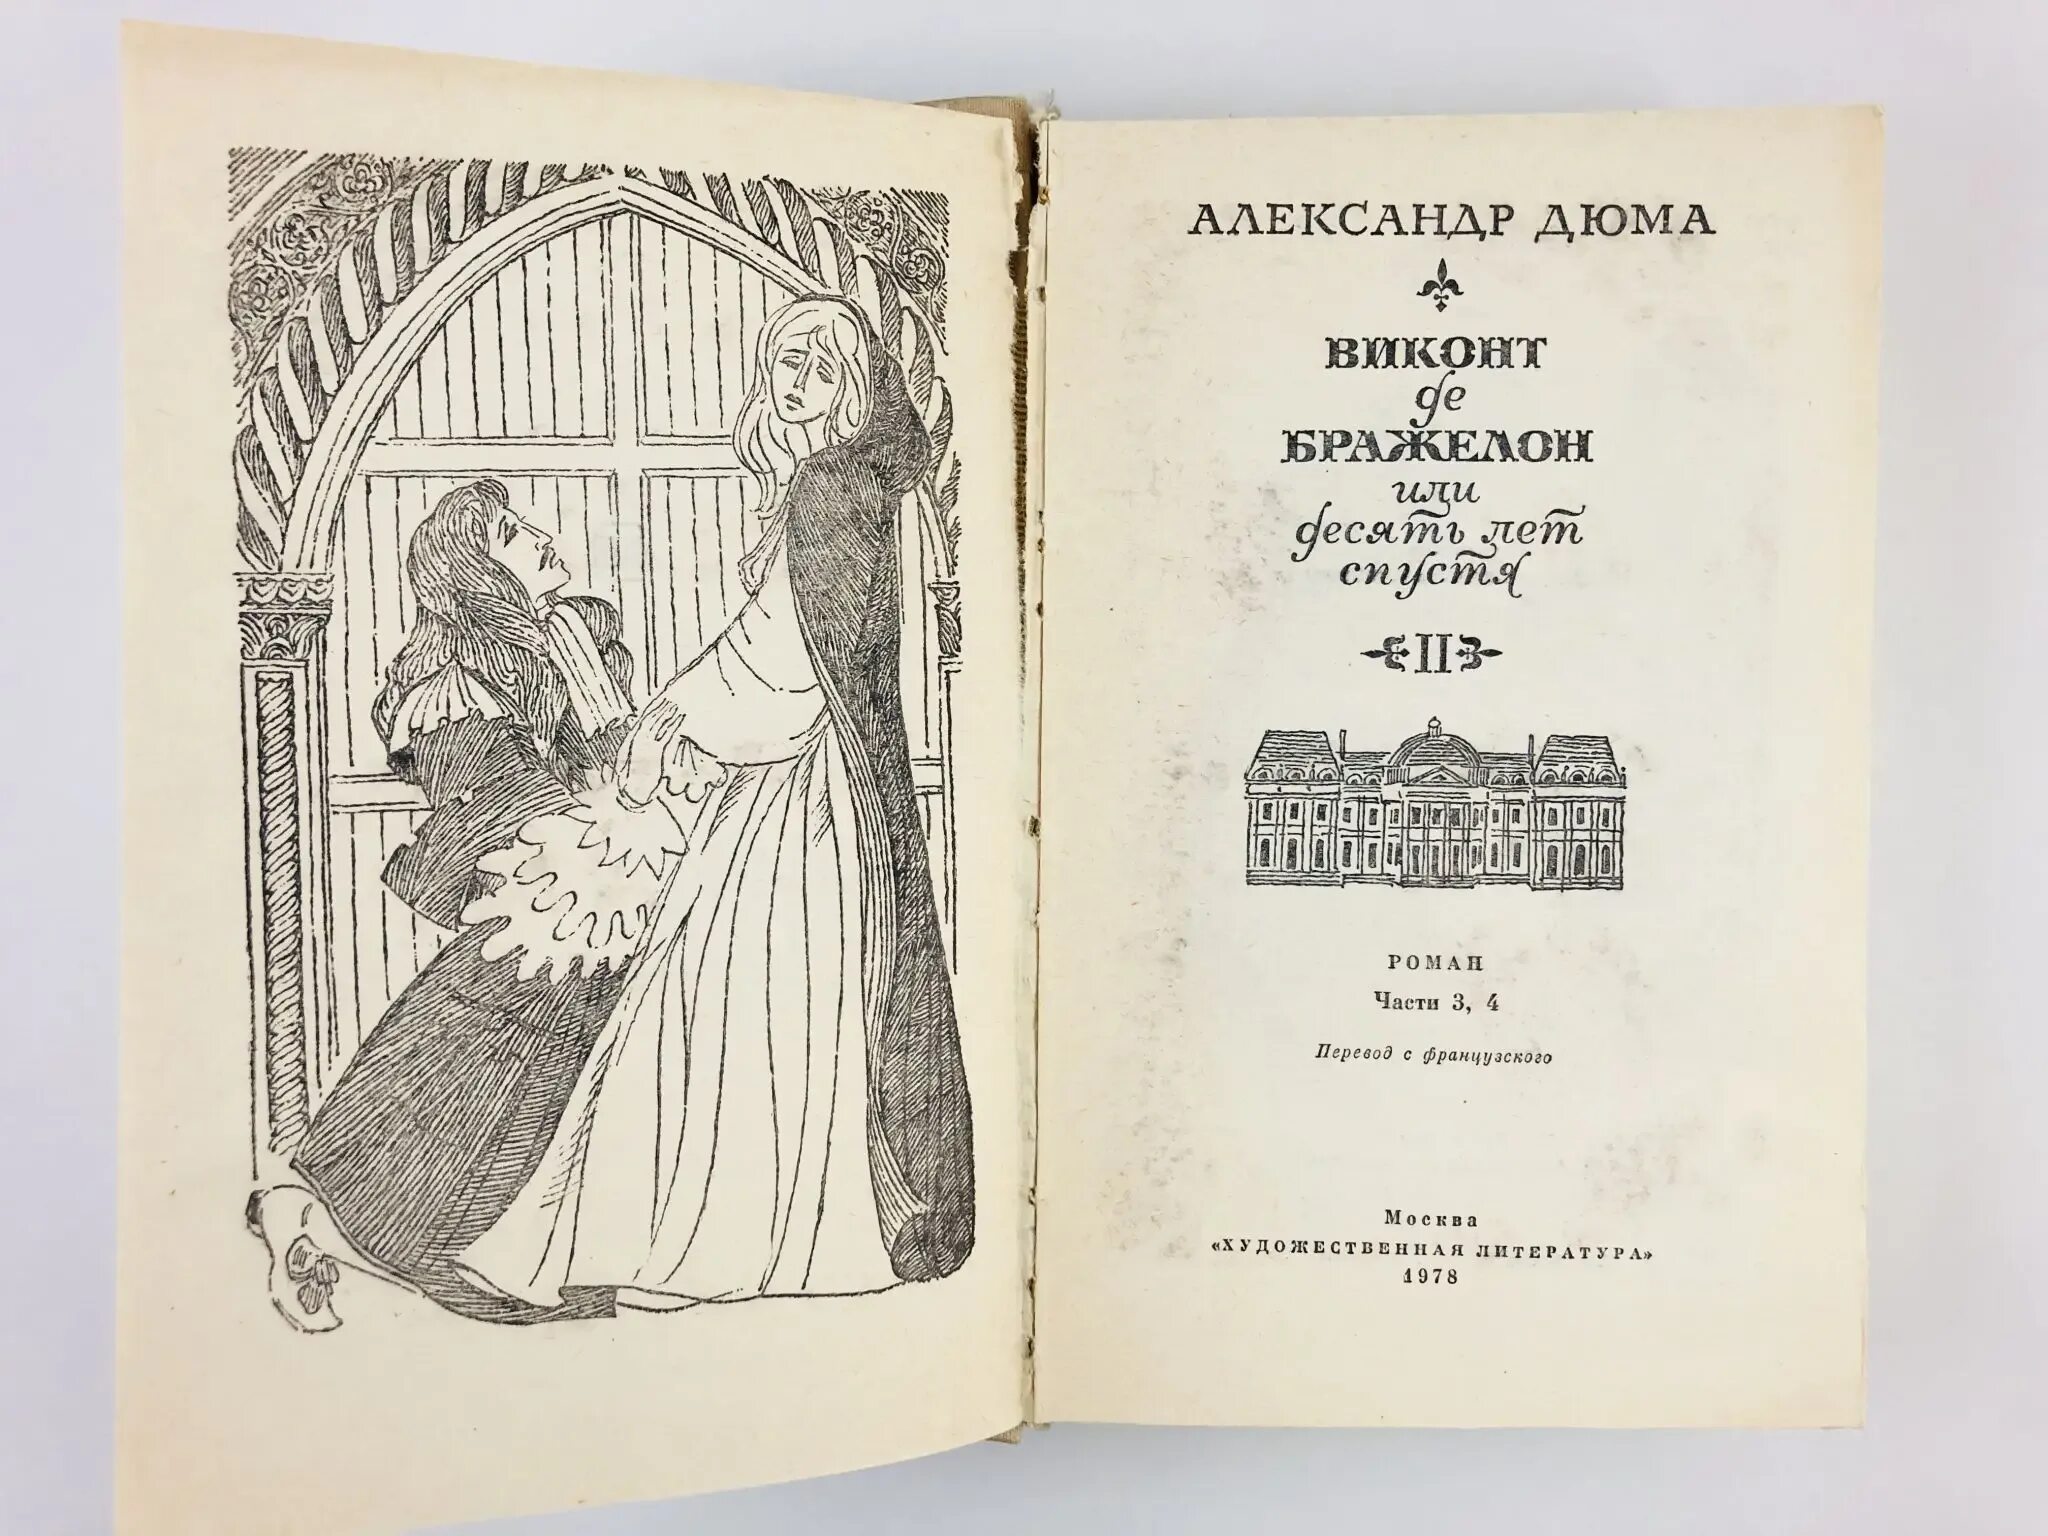 АЛЕКСАНДР ДЮМА
ВИКОНТ
де
БРАЖЕЛОН
или
десять лет
спустя
II
РОМАН
Части 3, 4
Перевод с французского
Москва
«ХУДОЖЕСТВЕННАЯ ЛИТЕРАТУРА»
1978